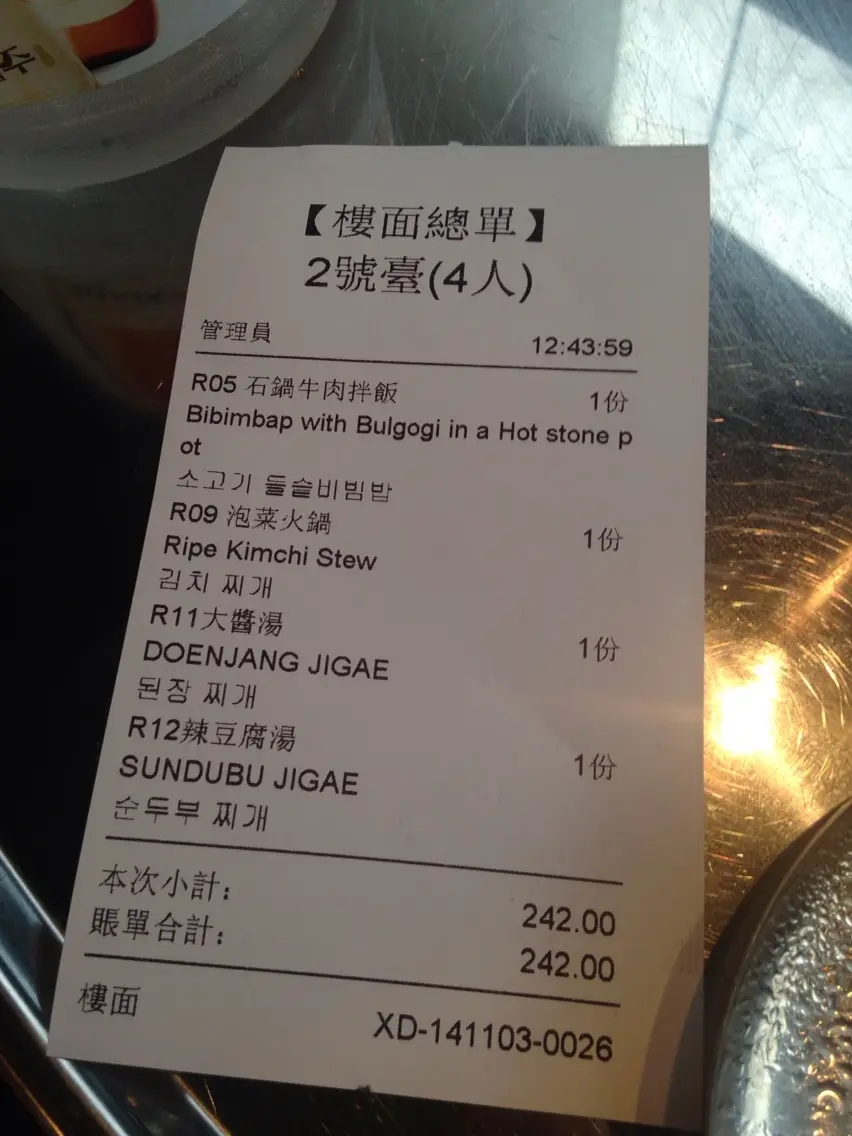 【樓面總單】
2號臺(4人)
管理員 12:43:59
R05 石鍋牛肉拌飯 1份
Bibimbap with Bulgogi in a Hot stone p
ot
소고기 돌솥비빔밥
R09 泡菜火鍋 1份
Ripe Kimchi Stew
김치 찌개
R11大醬湯 1份
DOENJANG JIGAE
된장 찌개
R12辣豆腐湯 1份
SUNDUBU JIGAE
순두부 찌개
本次小計: 242.00
賬單合計: 242.00
樓面 XD-141103-0026